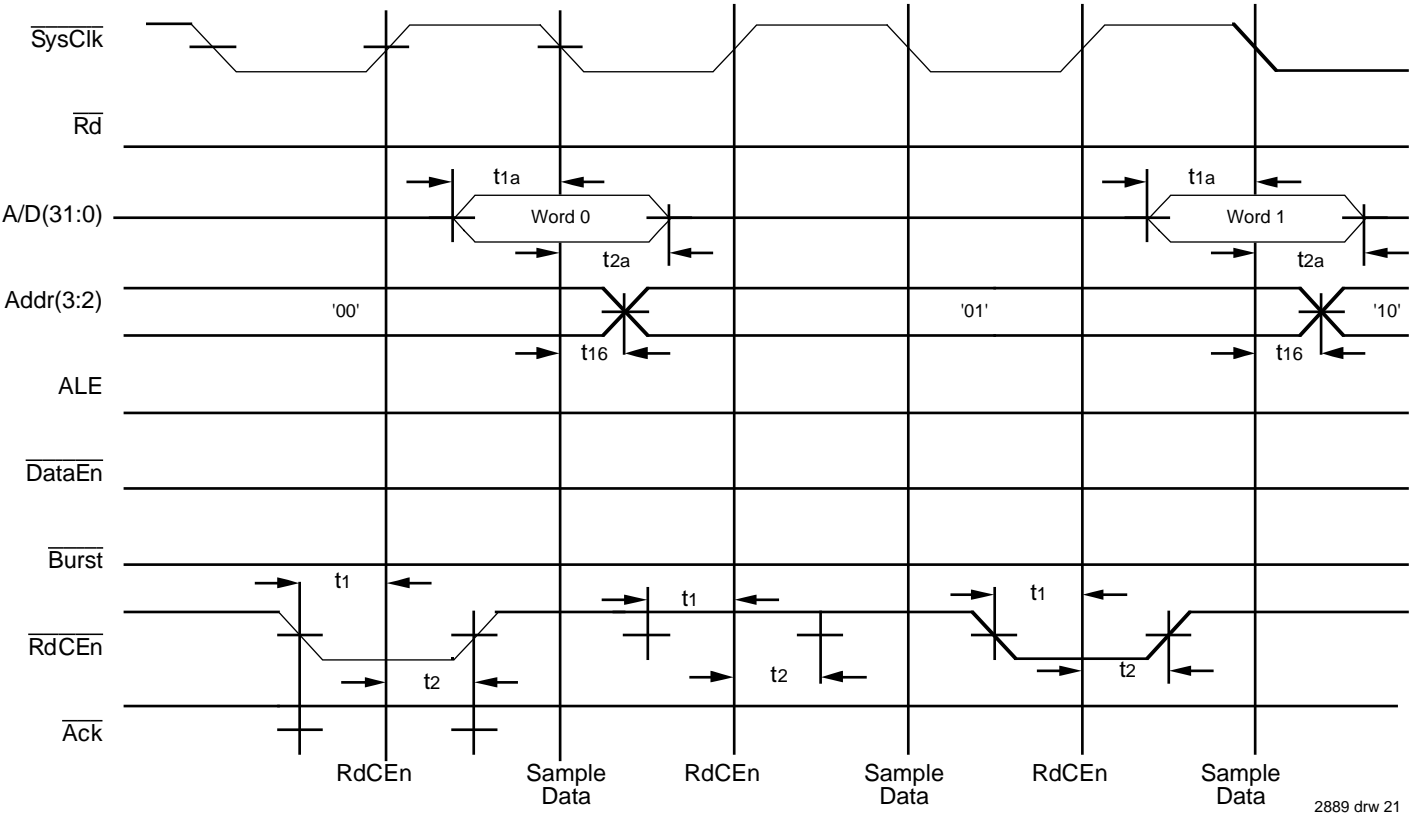 SysClk
Rd
t1a t1a
A/D(31:0) Word 0 Word 1
t2a t2a
Addr(3:2) '00' '01' '10'
t16 t16
ALE
DataEn
Burst
t1 t1 t1
RdCEn
t2 t2 t2
Ack
RdCEn Sample Data RdCEn Sample Data RdCEn Sample Data
2889 drw 21